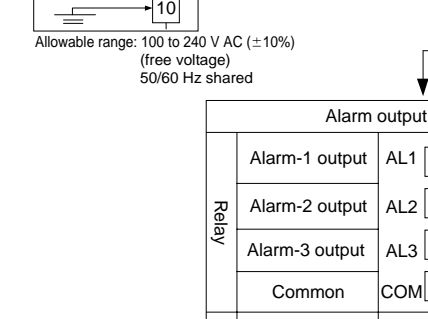 10
Allowable range: 100 to 240 V AC (±10%)
(free voltage)
50/60 Hz shared
Alarm output
Relay
Alarm-1 output AL1
Alarm-2 output AL2
Alarm-3 output AL3
Common COM